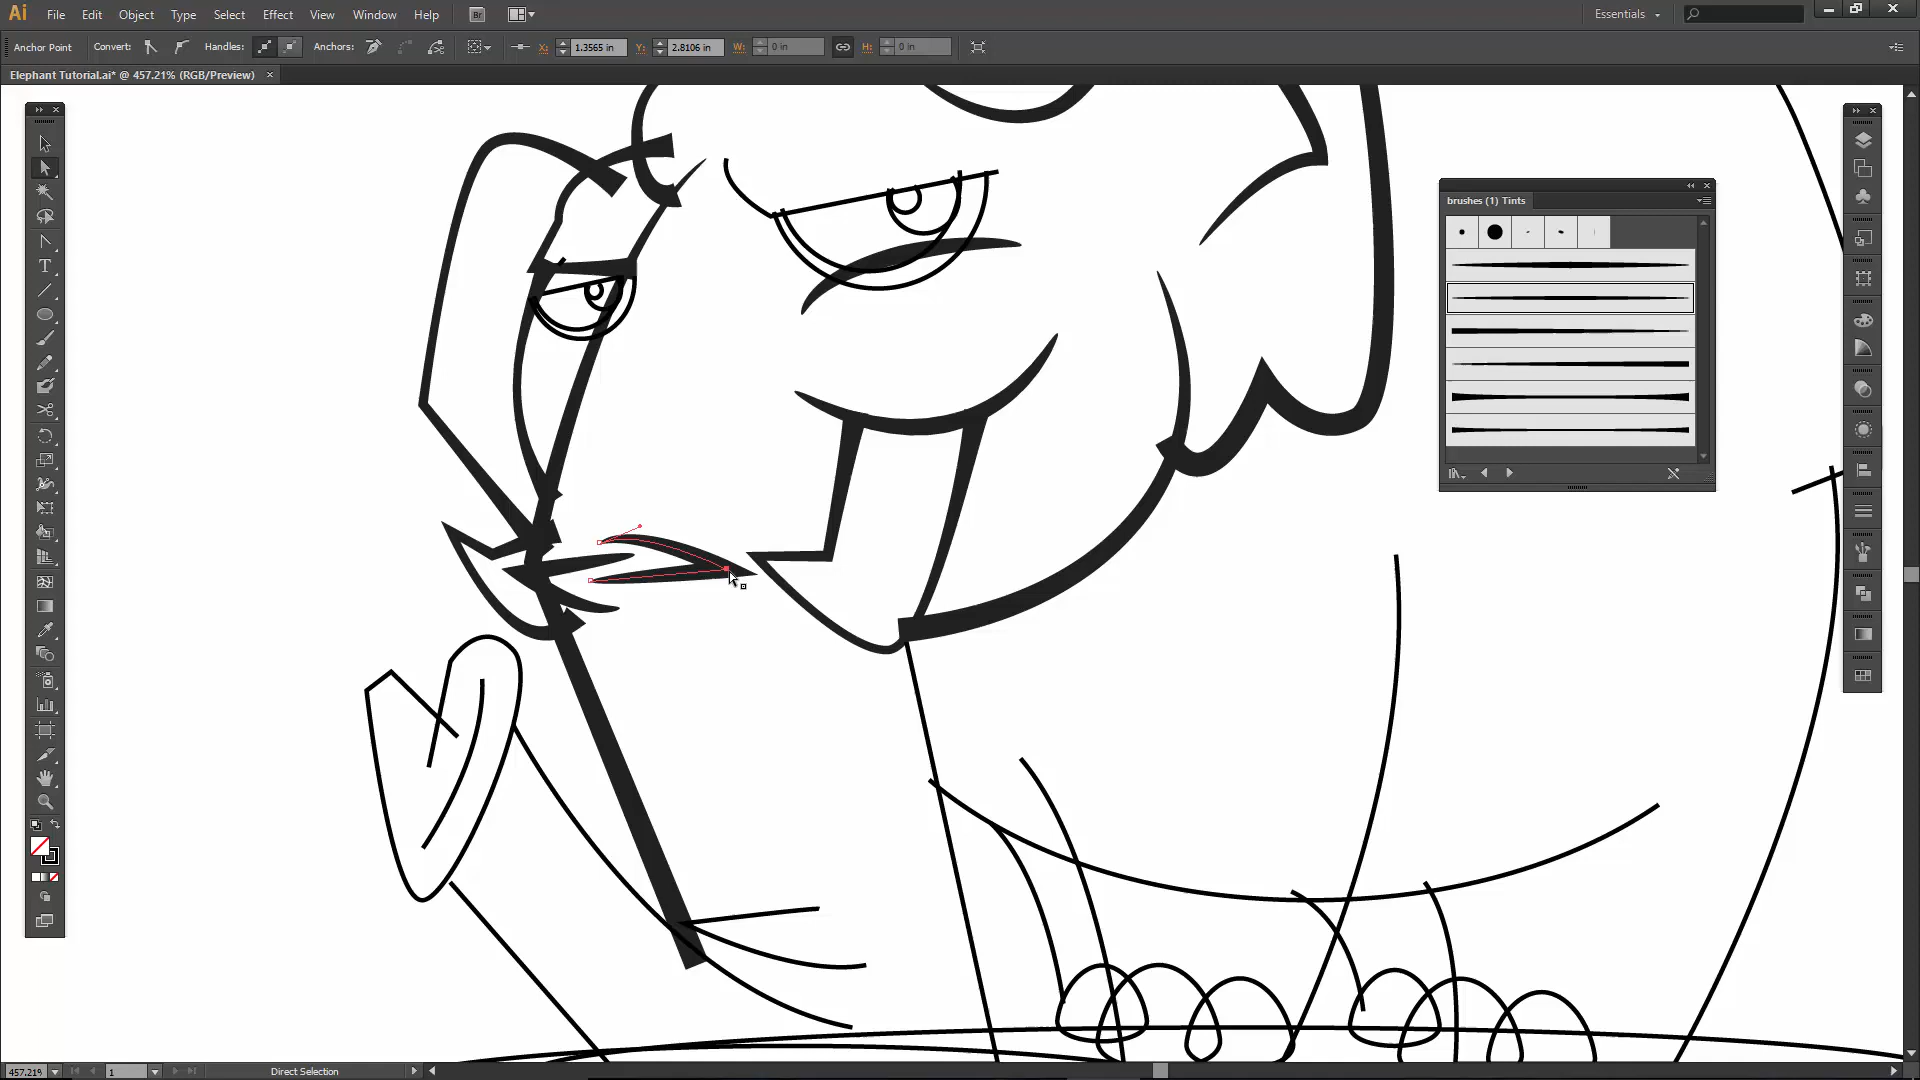 Ai File Edit Object Type Select Effect View Window Help Br Essentials
Anchor Point Convert: Handles: Anchors: X: 1.3565 in Y: 2.8106 in W: 0 in H: 0 in
Elephant Tutorial.ai* @ 457.21% (RGB/Preview)
brushes (1) Tints
T
457.21% 1 Direct Selection